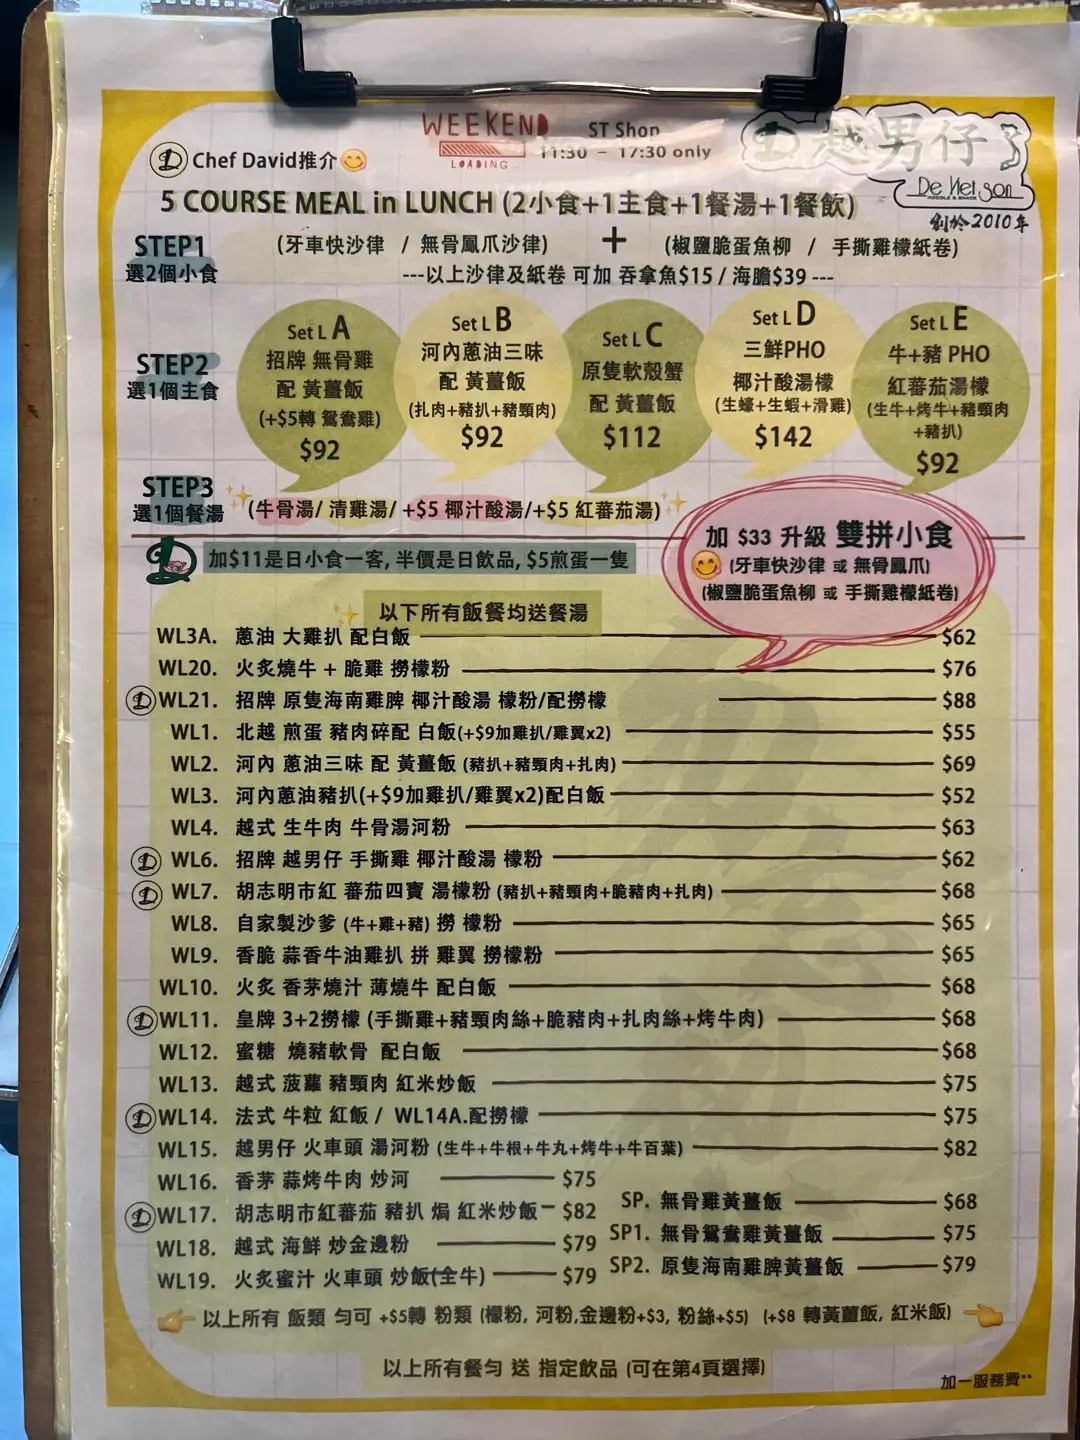 WEEKEND
LOADING
ST Shop
11:30 – 17:30 only
越男仔
De Nei son
NOODLE & SNACK
創於2010年
Chef David推介
5 COURSE MEAL in LUNCH (2小食+1主食+1餐湯+1餐飲)
STEP1
選2個小食
(牙車快沙律 / 無骨鳳爪沙律) + (椒鹽脆蛋魚柳 / 手撕雞檬紙卷)
---以上沙律及紙卷 可加 吞拿魚$15 / 海膽$39 ---
STEP2
選1個主食
Set L A
招牌 無骨雞
配 黃薑飯
(+$5轉 鴛鴦雞)
$92
Set L B
河內蔥油三味
配 黃薑飯
(扎肉+豬扒+豬頸肉)
$92
Set L C
原隻軟殼蟹
配 黃薑飯
$112
Set L D
三鮮PHO
椰汁酸湯檬
(生蠔+生蝦+滑雞)
$142
Set L E
牛+豬 PHO
紅蕃茄湯檬
(生牛+烤牛+豬頸肉
+豬扒)
$92
STEP3
選1個餐湯
(牛骨湯/ 清雞湯/ +$5 椰汁酸湯/+$5 紅蕃茄湯)
加 $33 升級 雙拼小食
(牙車快沙律 或 無骨鳳爪)
(椒鹽脆蛋魚柳 或 手撕雞檬紙卷)
加$11是日小食一客, 半價是日飲品, $5煎蛋一隻
以下所有飯餐均送餐湯
WL3A. 蔥油 大雞扒 配白飯 $62
WL20. 火炙燒牛 + 脆雞 撈檬粉 $76
WL21. 招牌 原隻海南雞脾 椰汁酸湯 檬粉/配撈檬 $88
WL1. 北越 煎蛋 豬肉碎配 白飯(+$9加雞扒/雞翼x2) $55
WL2. 河內 蔥油三味 配 黃薑飯 (豬扒+豬頸肉+扎肉) $69
WL3. 河內蔥油豬扒(+$9加雞扒/雞翼x2)配白飯 $52
WL4. 越式 生牛肉 牛骨湯河粉 $63
WL6. 招牌 越男仔 手撕雞 椰汁酸湯 檬粉 $62
WL7. 胡志明市紅 蕃茄四寶 湯檬粉 (豬扒+豬頸肉+脆豬肉+扎肉) $68
WL8. 自家製沙爹 (牛+雞+豬) 撈 檬粉 $65
WL9. 香脆 蒜香牛油雞扒 拼 雞翼 撈檬粉 $65
WL10. 火炙 香茅燒汁 薄燒牛 配白飯 $68
WL11. 皇牌 3+2撈檬 (手撕雞+豬頸肉絲+脆豬肉+扎肉絲+烤牛肉) $68
WL12. 蜜糖 燒豬軟骨 配白飯 $68
WL13. 越式 菠蘿 豬頸肉 紅米炒飯 $75
WL14. 法式 牛粒 紅飯 / WL14A.配撈檬 $75
WL15. 越男仔 火車頭 湯河粉 (生牛+牛根+牛丸+烤牛+牛百葉) $82
WL16. 香茅 蒜烤牛肉 炒河 $75
WL17. 胡志明市紅蕃茄 豬扒 焗 紅米炒飯 $82
WL18. 越式 海鮮 炒金邊粉 $79
WL19. 火炙蜜汁 火車頭 炒飯(全牛) $79
SP. 無骨雞黃薑飯 $68
SP1. 無骨鴛鴦雞黃薑飯 $75
SP2. 原隻海南雞脾黃薑飯 $79
以上所有 飯類 勻可 +$5轉 粉類 (檬粉, 河粉,金邊粉+$3, 粉絲+$5) (+$8 轉黃薑飯, 紅米飯)
以上所有餐勻 送 指定飲品 (可在第4頁選擇)
加一服務費**